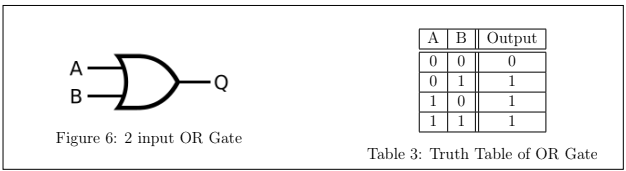 A
B
Q
Figure 6: 2 input OR Gate
A B Output
0 0 0
0 1 1
1 0 1
1 1 1
Table 3: Truth Table of OR Gate